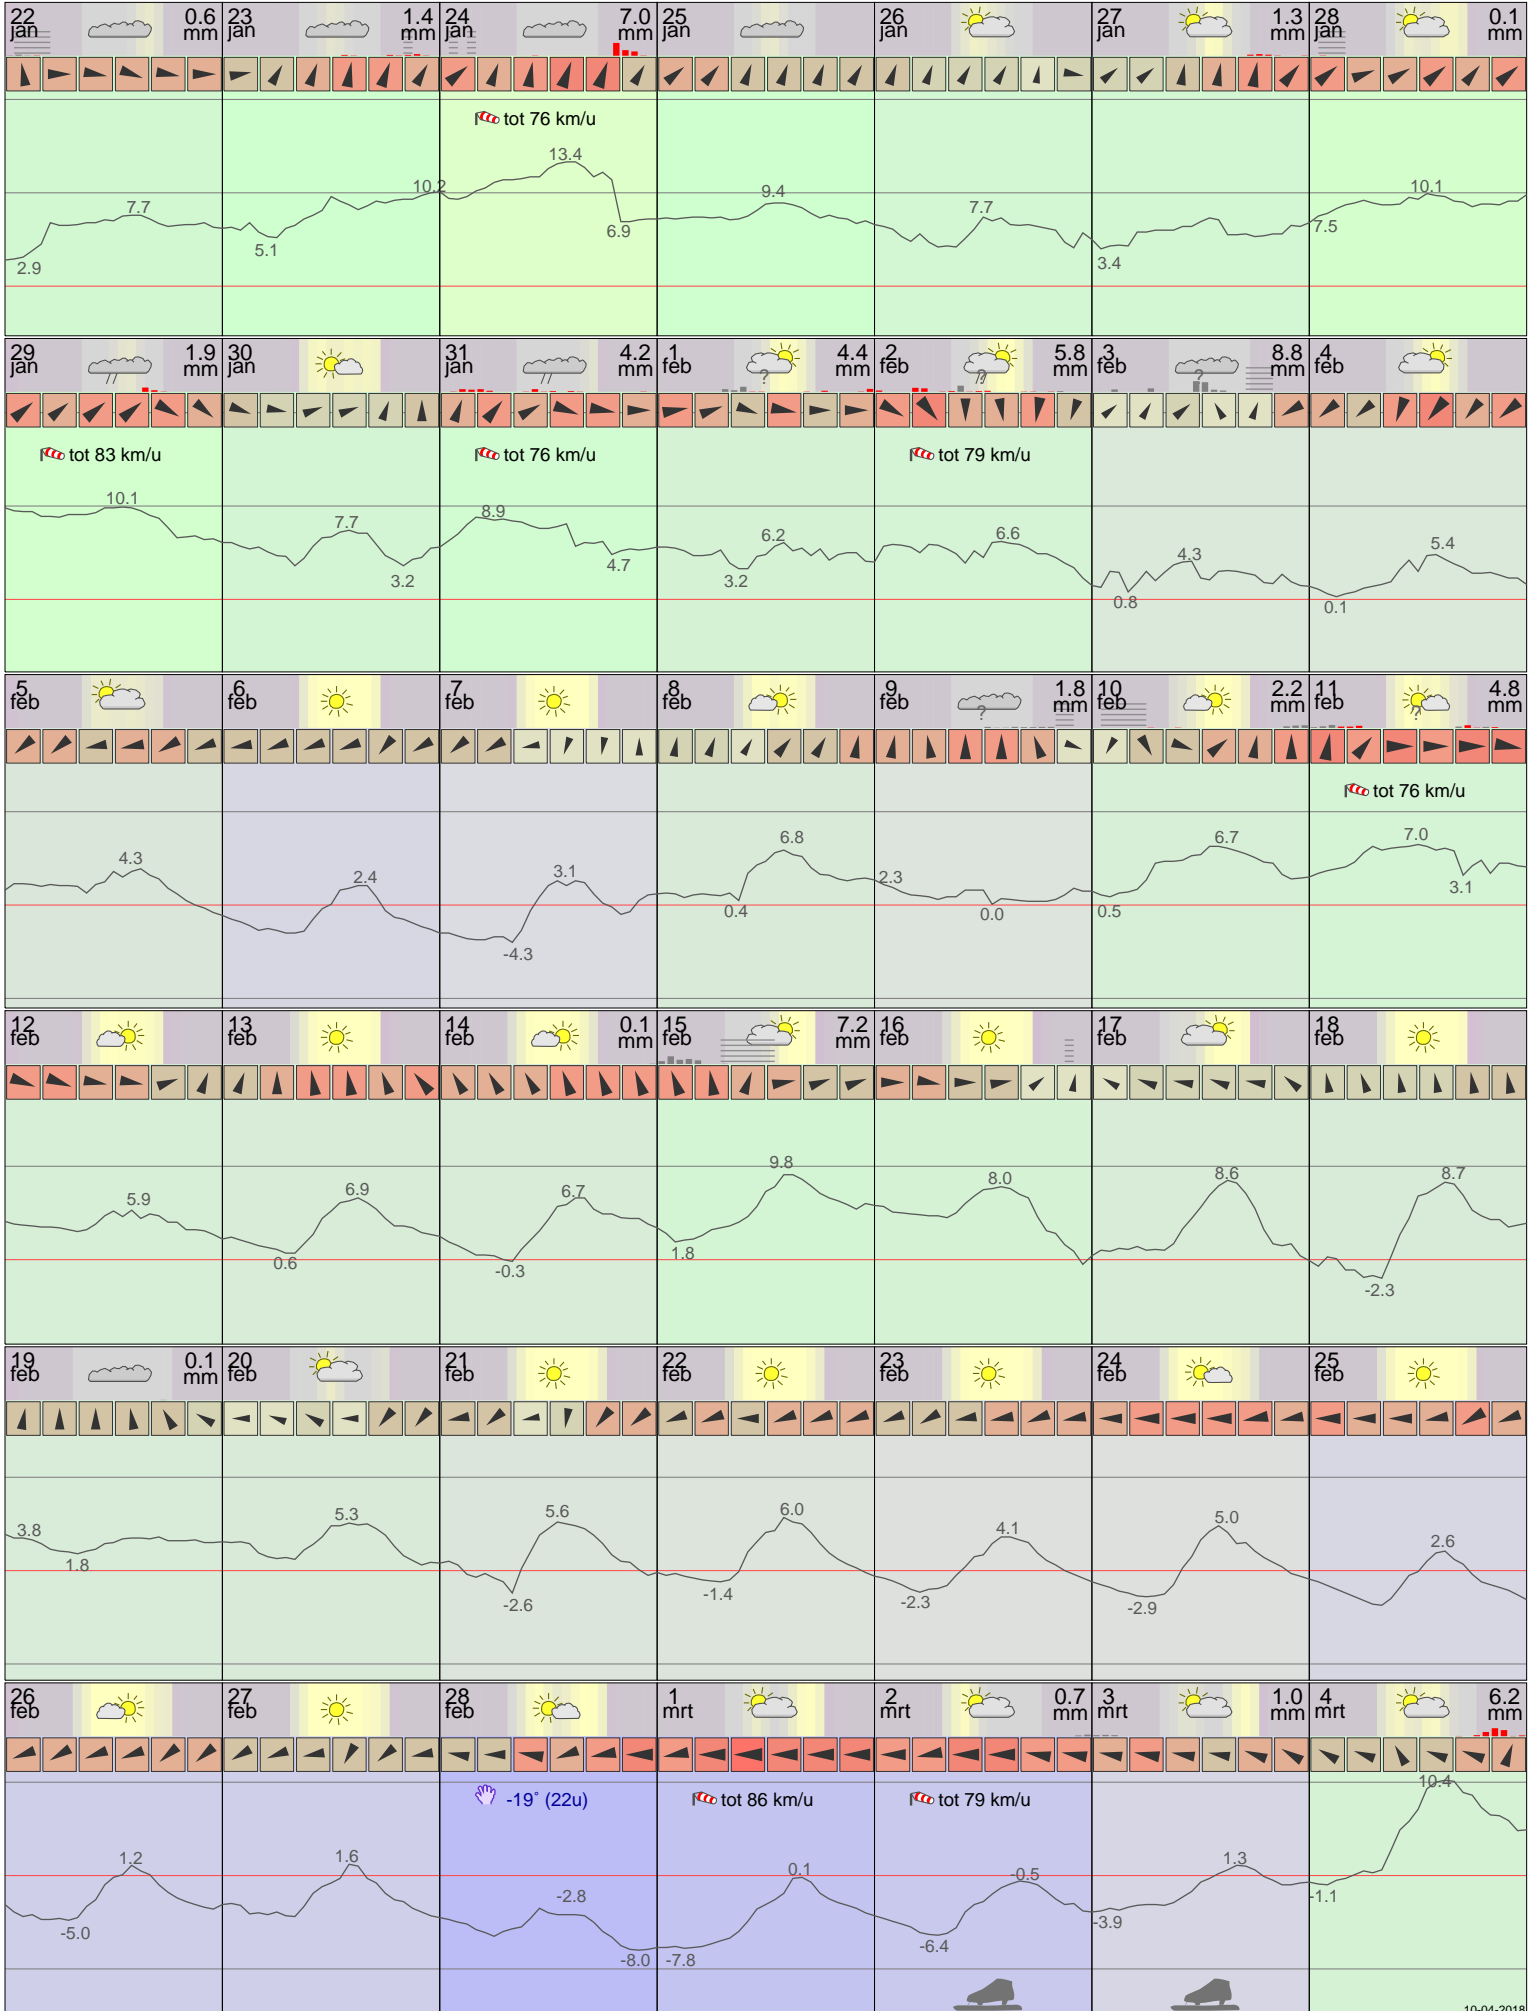 22 jan 0.6 mm
23 jan 1.4 mm
24 jan 7.0 mm
25 jan
26 jan
27 jan 1.3 mm
28 jan 0.1 mm
tot 76 km/u
2.9 7.7 5.1 10.2 13.4 6.9 9.4 7.7 3.4 7.5 10.1
29 jan 1.9 mm
30 jan
31 jan 4.2 mm
1 feb ? 4.4 mm
2 feb ? 5.8 mm
3 feb ? 8.8 mm
4 feb
tot 83 km/u
tot 76 km/u
tot 79 km/u
10.1 7.7 3.2 8.9 4.7 3.2 6.2 6.6 0.8 4.3 0.1 5.4
5 feb
6 feb
7 feb
8 feb
9 feb ? 1.8 mm
10 feb 2.2 mm
11 feb ? 4.8 mm
tot 76 km/u
4.3 2.4 -4.3 3.1 0.4 6.8 2.3 0.0 0.5 6.7 7.0 3.1
12 feb
13 feb
14 feb 0.1 mm
15 feb 7.2 mm
16 feb
17 feb
18 feb
5.9 0.6 6.9 -0.3 6.7 1.8 9.8 8.0 8.6 -2.3 8.7
19 feb 0.1 mm
20 feb
21 feb
22 feb
23 feb
24 feb
25 feb
3.8 1.8 5.3 -2.6 5.6 -1.4 6.0 -2.3 4.1 -2.9 5.0 2.6
26 feb
27 feb
28 feb
1 mrt
2 mrt 0.7 mm
3 mrt 1.0 mm
4 mrt 6.2 mm
-19° (22u)
tot 86 km/u
tot 79 km/u
-5.0 1.2 1.6 -2.8 -8.0 -7.8 0.1 -6.4 -0.5 -3.9 1.3 -1.1 10.4
10-04-2018